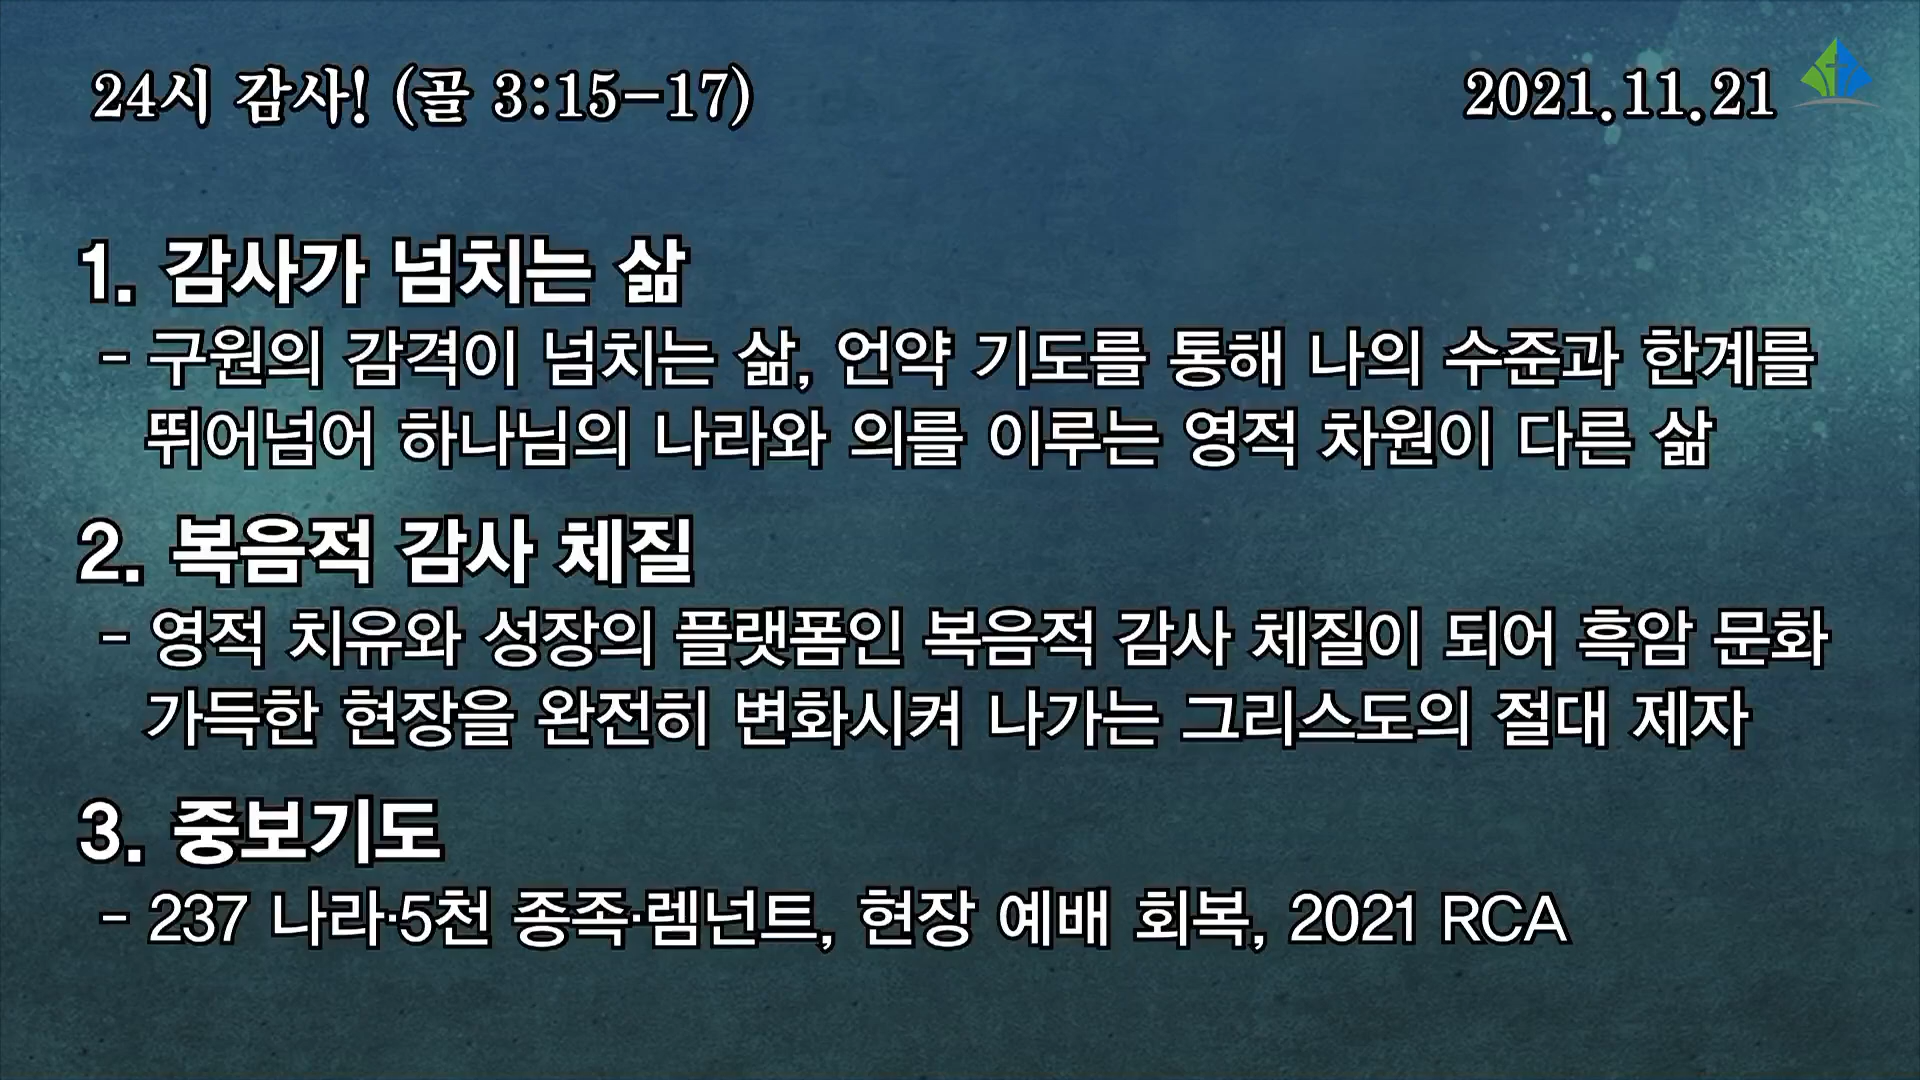 24시 감사! (골 3:15-17)
2021.11.21
1. 감사가 넘치는 삶
- 구원의 감격이 넘치는 삶, 언약 기도를 통해 나의 수준과 한계를
뛰어넘어 하나님의 나라와 의를 이루는 영적 차원이 다른 삶
2. 복음적 감사 체질
- 영적 치유와 성장의 플랫폼인 복음적 감사 체질이 되어 흑암 문화
가득한 현장을 완전히 변화시켜 나가는 그리스도의 절대 제자
3. 중보기도
- 237 나라·5천 종족·렘넌트, 현장 예배 회복, 2021 RCA